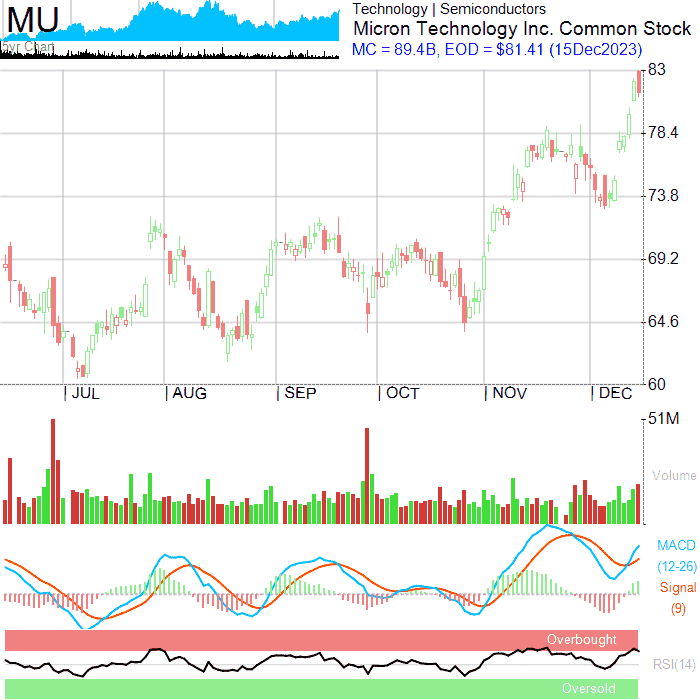 MU
5yr Chart
Technology | Semiconductors
Micron Technology Inc. Common Stock
MC = 89.4B, EOD = $81.41 (15Dec2023)
83
78.4
73.8
69.2
64.6
60
| JUL | AUG | SEP | OCT | NOV | DEC
51M
Volume
MACD
(12-26)
Signal
(9)
Overbought
RSI(14)
Oversold